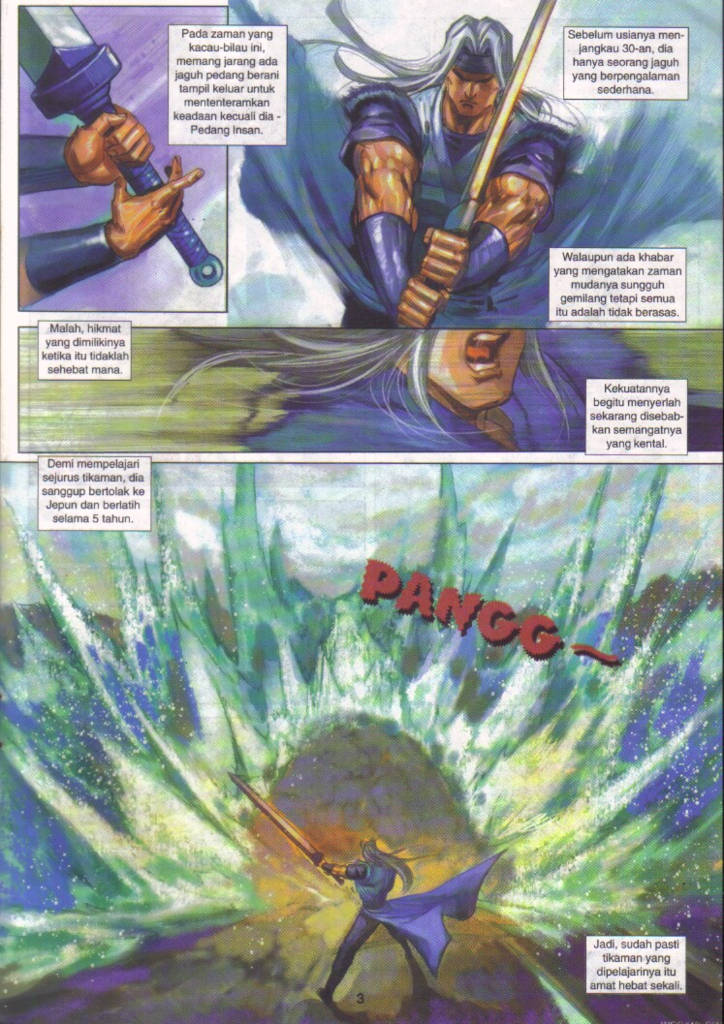 Pada zaman yang
kacau-bilau ini,
memang jarang ada
jaguh pedang berani
tampil keluar untuk
mententeramkan
keadaan kecuali dia -
Pedang Insan.
Sebelum usianya men-
jangkau 30-an, dia
hanya seorang jaguh
yang berpengalaman
sederhana.
Walaupun ada khabar
yang mengatakan zaman
mudanya sungguh
gemilang tetapi semua
itu adalah tidak berasas.
Malah, hikmat
yang dimilikinya
ketika itu tidaklah
sehebat mana.
Kekuatannya
begitu menyerlah
sekarang disebab-
kan semangatnya
yang kental.
Demi mempelajari
sejurus tikaman, dia
sanggup bertolak ke
Jepun dan berlatih
selama 5 tahun.
PANGG~
Jadi, sudah pasti
tikaman yang
dipelajarinya itu
amat hebat sekali.
3